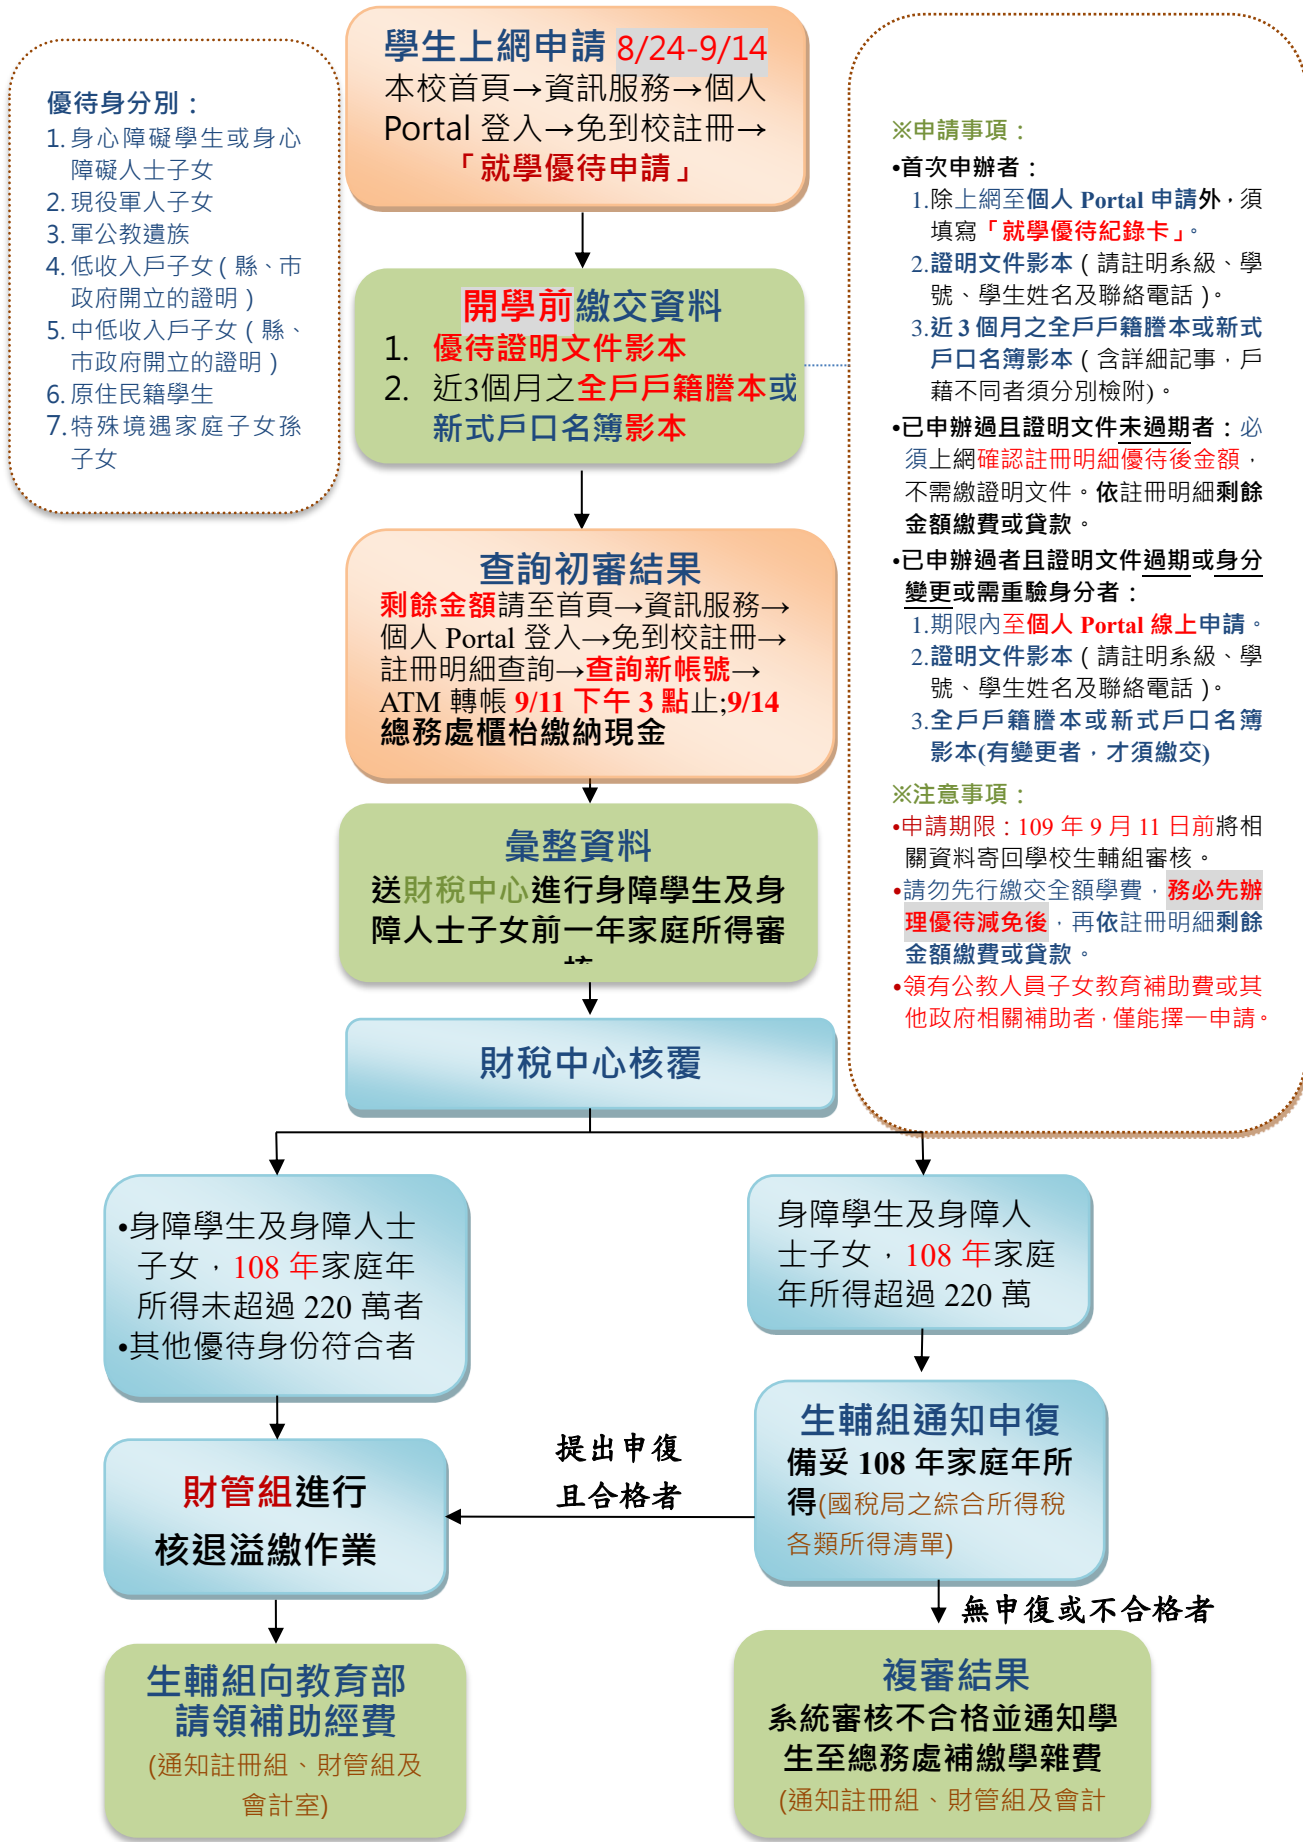 學生上網申請 8/24-9/14
本校首頁→資訊服務→個人
Portal 登入→免到校註冊→
「就學優待申請」
優待身分別：
1. 身心障礙學生或身心
障礙人士子女
2. 現役軍人子女
3. 軍公教遺族
4. 低收入戶子女（縣、市
政府開立的證明）
5. 中低收入戶子女（縣、
市政府開立的證明）
6. 原住民籍學生
7. 特殊境遇家庭子女孫
子女
開學前繳交資料
1. 優待證明文件影本
2. 近3個月之全戶戶籍謄本或
新式戶口名簿影本
※申請事項：
•首次申辦者：
1.除上網至個人 Portal 申請外，須
填寫「就學優待紀錄卡」。
2.證明文件影本（請註明系級、學
號、學生姓名及聯絡電話）。
3.近 3 個月之全戶戶籍謄本或新式
戶口名簿影本（含詳細記事，戶
籍不同者須分別檢附)。
•已申辦過且證明文件未過期者：必
須上網確認註冊明細優待後金額，
不需繳證明文件。依註冊明細剩餘
金額繳費或貸款。
•已申辦過者且證明文件過期或身分
變更或需重驗身分者：
1.期限內至個人 Portal 線上申請。
2.證明文件影本（請註明系級、學
號、學生姓名及聯絡電話）。
3.全戶戶籍謄本或新式戶口名簿
影本(有變更者，才須繳交)
※注意事項：
•申請期限：109 年 9 月 11 日前將相
關資料寄回學校生輔組審核。
•請勿先行繳交全額學費，務必先辦
理優待減免後，再依註冊明細剩餘
金額繳費或貸款。
•領有公教人員子女教育補助費或其
他政府相關補助者，僅能擇一申請。
查詢初審結果
剩餘金額請至首頁→資訊服務→
個人 Portal 登入→免到校註冊→
註冊明細查詢→查詢新帳號→
ATM 轉帳 9/11 下午 3 點止;9/14
總務處櫃枱繳納現金
彙整資料
送財稅中心進行身障學生及身
障人士子女前一年家庭所得審
財稅中心核覆
•身障學生及身障人士
子女，108 年家庭年
所得未超過 220 萬者
•其他優待身份符合者
身障學生及身障人
士子女，108 年家庭
年所得超過 220 萬
生輔組通知申復
備妥 108 年家庭年所
得(國稅局之綜合所得稅
各類所得清單)
提出申復
且合格者
財管組進行
核退溢繳作業
無申復或不合格者
生輔組向教育部
請領補助經費
(通知註冊組、財管組及
會計室)
複審結果
系統審核不合格並通知學
生至總務處補繳學雜費
(通知註冊組、財管組及會計